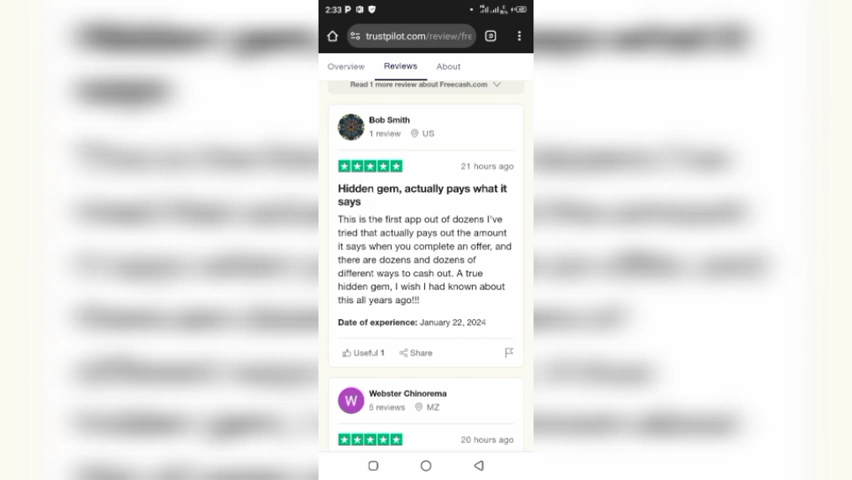 2:33 P
trustpilot.com/review/fre
Overview Reviews About
Read 1 more review about Freecash.com
Bob Smith
1 review US
21 hours ago
Hidden gem, actually pays what it
says
This is the first app out of dozens I've
tried that actually pays out the amount
it says when you complete an offer, and
there are dozens and dozens of
different ways to cash out. A true
hidden gem, I wish I had known about
this all years ago!!!
Date of experience: January 22, 2024
Useful 1 Share
W
Webster Chinorema
5 reviews MZ
20 hours ago